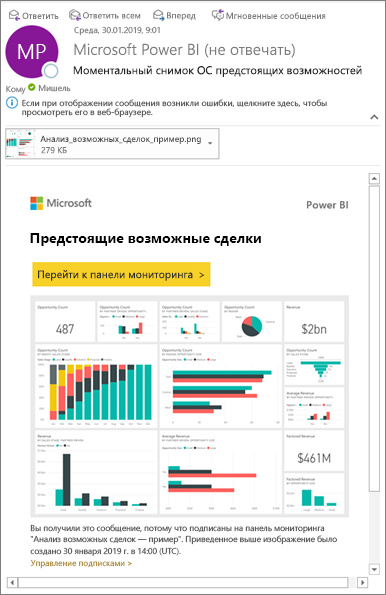 Ответить Ответить всем Вперед Мгновенные сообщения
Среда, 30.01.2019, 9:01
MP
Microsoft Power BI (не отвечать)
Моментальный снимок ОС предстоящих возможностей
Кому Мишель
Если при отображении сообщения возникли ошибки, щелкните здесь, чтобы
просмотреть его в веб-браузере.
Анализ_возможных_сделок_пример.png
279 КБ
Microsoft
Power BI
Предстоящие возможные сделки
Перейти к панели мониторинга >
Opportunity Count
487
Opportunity Count
Opportunity Count
Opportunity Count
Revenue
$2bn
Opportunity Count
Opportunity Count
Opportunity Count
Average Revenue
Revenue
Average Revenue
Factored Revenue
$461M
Factored Revenue
Вы получили это сообщение, потому что подписаны на панель мониторинга
"Анализ возможных сделок — пример". Приведенное выше изображение было
создано 30 января 2019 г. в 14:00 (UTC).
Управление подписками >